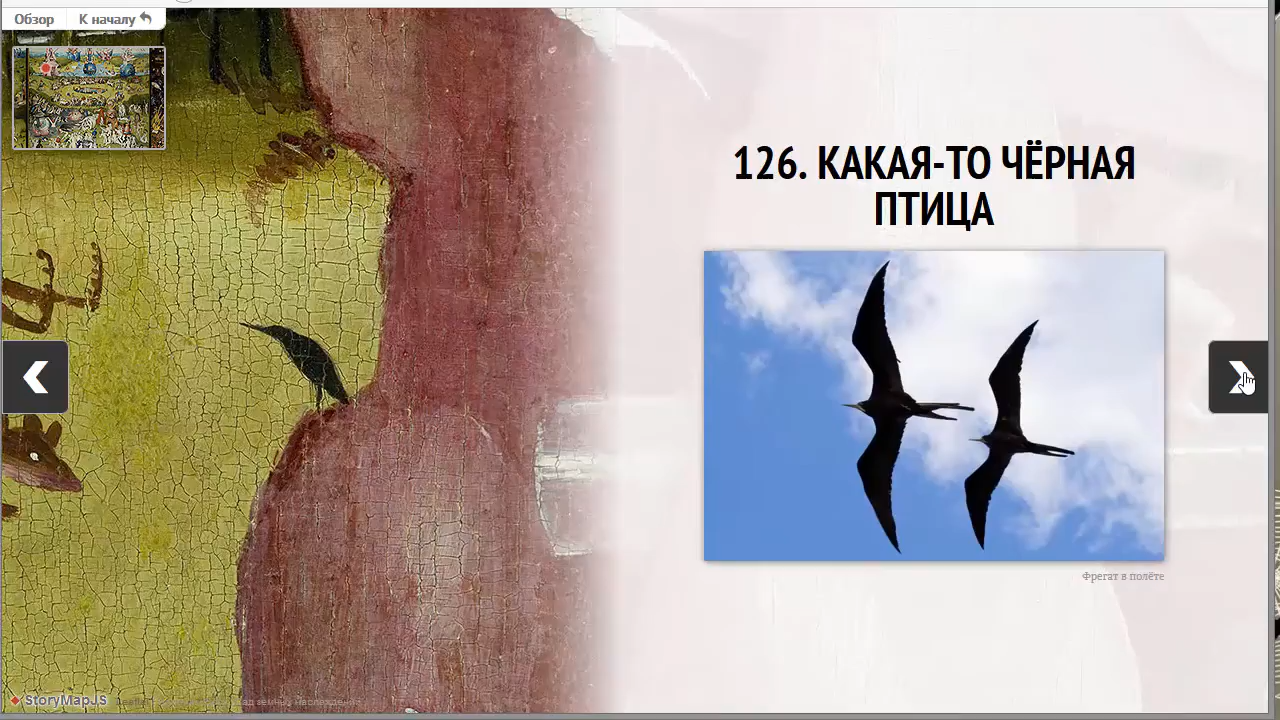 Обзор
К началу
126. КАКАЯ-ТО ЧЁРНАЯ
ПТИЦА
Фрегат в полёте
StoryMapJS